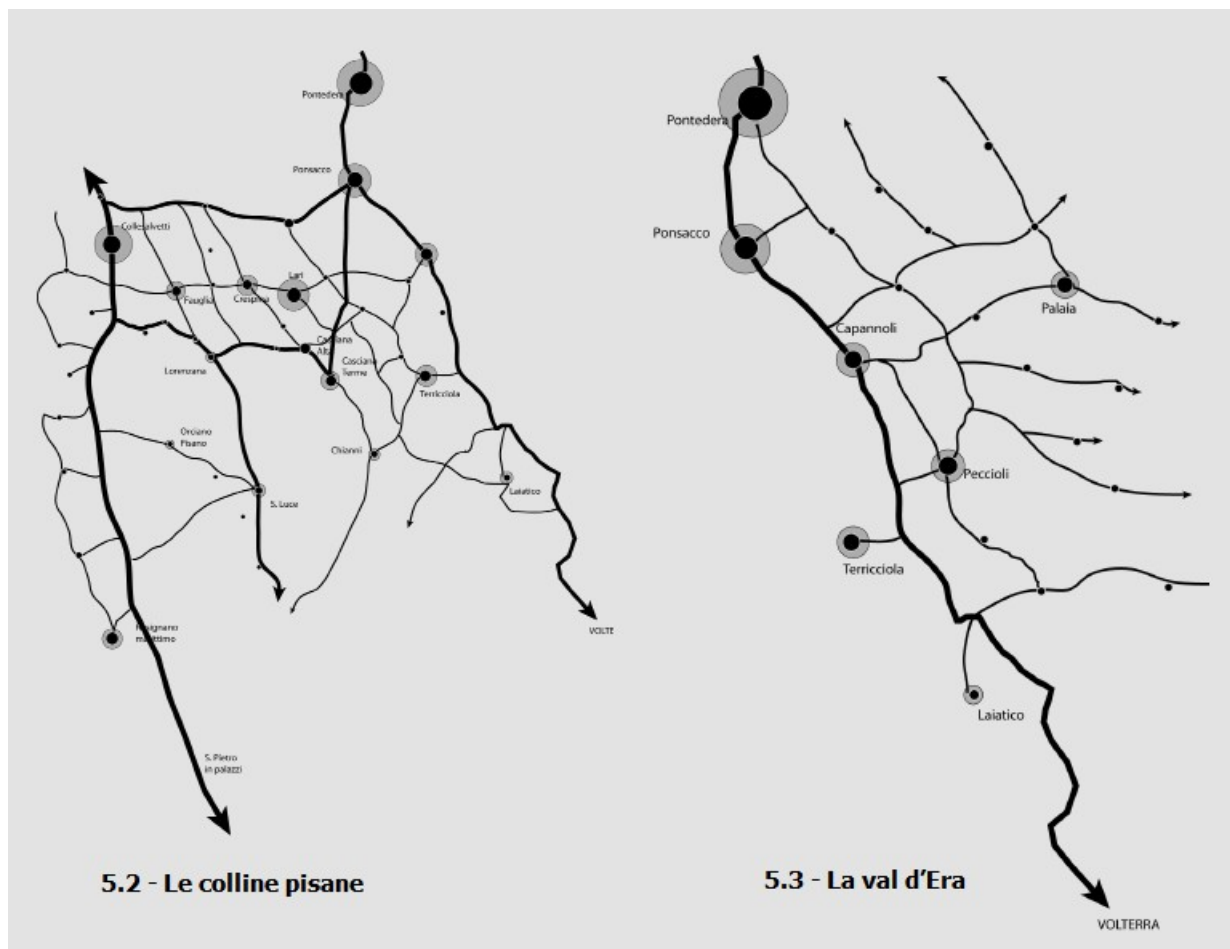 Pontedera
Ponsacco
Collesalvetti
Fauglia
Crespina
Lari
Lorenzana
Casciana
Alta
Casciana
Terme
Terricciola
Orciano
Pisano
Chianni
S. Luce
Laiatico
VOLTE
Rosignano
marittimo
S. Pietro
in palazzi
5.2 - Le colline pisane
Pontedera
Ponsacco
Capannoli
Palaia
Peccioli
Terricciola
Laiatico
VOLTERRA
5.3 - La val d'Era